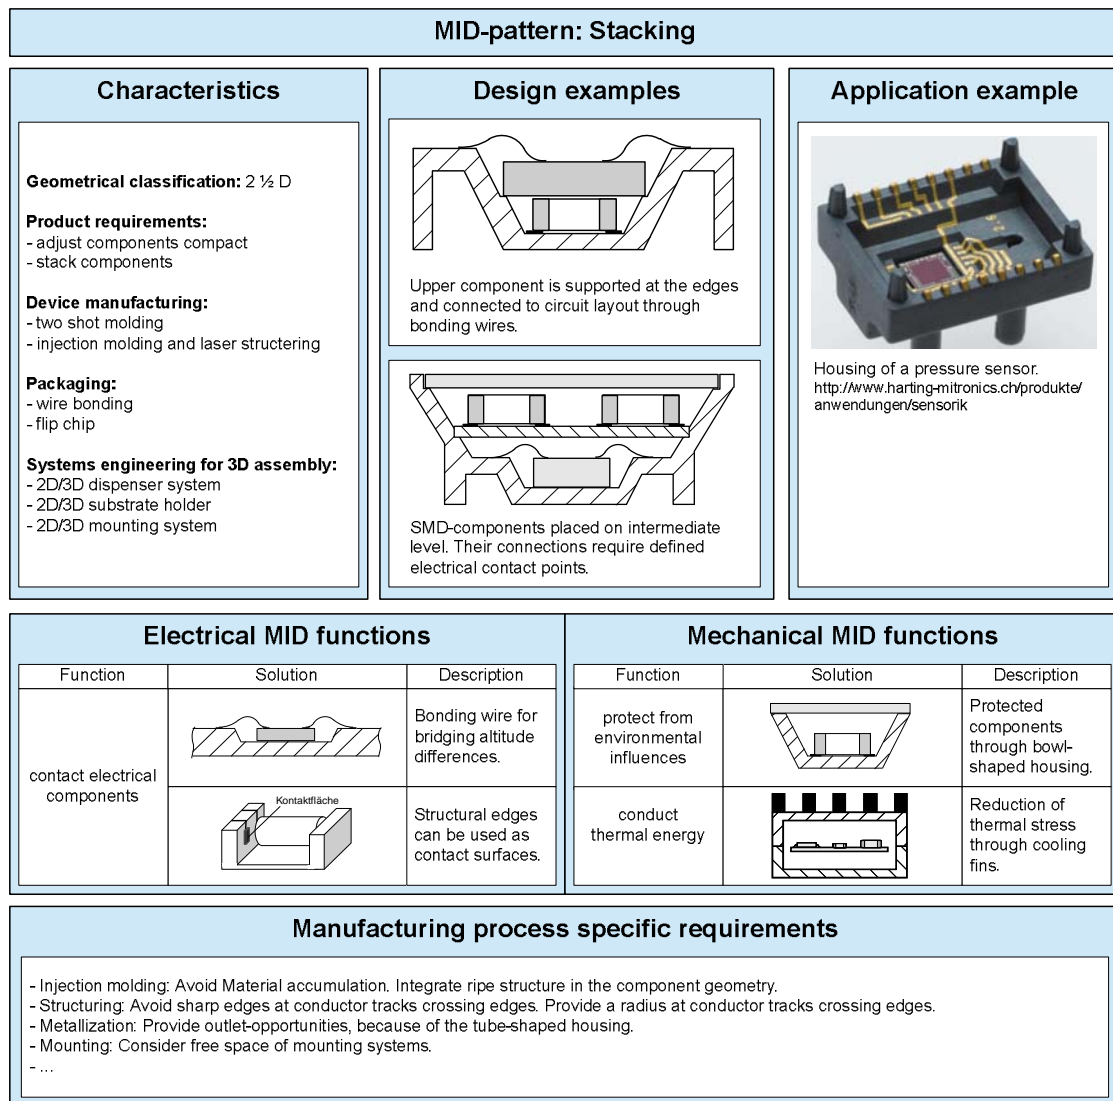 MID-pattern: Stacking
Characteristics
Geometrical classification: 2 ½ D
Product requirements:
- adjust components compact
- stack components
Device manufacturing:
- two shot molding
- injection molding and laser structering
Packaging:
- wire bonding
- flip chip
Systems engineering for 3D assembly:
- 2D/3D dispenser system
- 2D/3D substrate holder
- 2D/3D mounting system
Design examples
Upper component is supported at the edges
and connected to circuit layout through
bonding wires.
SMD-components placed on intermediate
level. Their connections require defined
electrical contact points.
Application example
Housing of a pressure sensor.
http://www.harting-mitronics.ch/produkte/
anwendungen/sensorik
Electrical MID functions
Function Solution Description
contact electrical
components
Bonding wire for
bridging altitude
differences.
Kontaktfläche
Structural edges
can be used as
contact surfaces.
Mechanical MID functions
Function Solution Description
protect from
environmental
influences
Protected
components
through bowl-
shaped housing.
conduct
thermal energy
Reduction of
thermal stress
through cooling
fins.
Manufacturing process specific requirements
- Injection molding: Avoid Material accumulation. Integrate ripe structure in the component geometry.
- Structuring: Avoid sharp edges at conductor tracks crossing edges. Provide a radius at conductor tracks crossing edges.
- Metallization: Provide outlet-opportunities, because of the tube-shaped housing.
- Mounting: Consider free space of mounting systems.
- ...